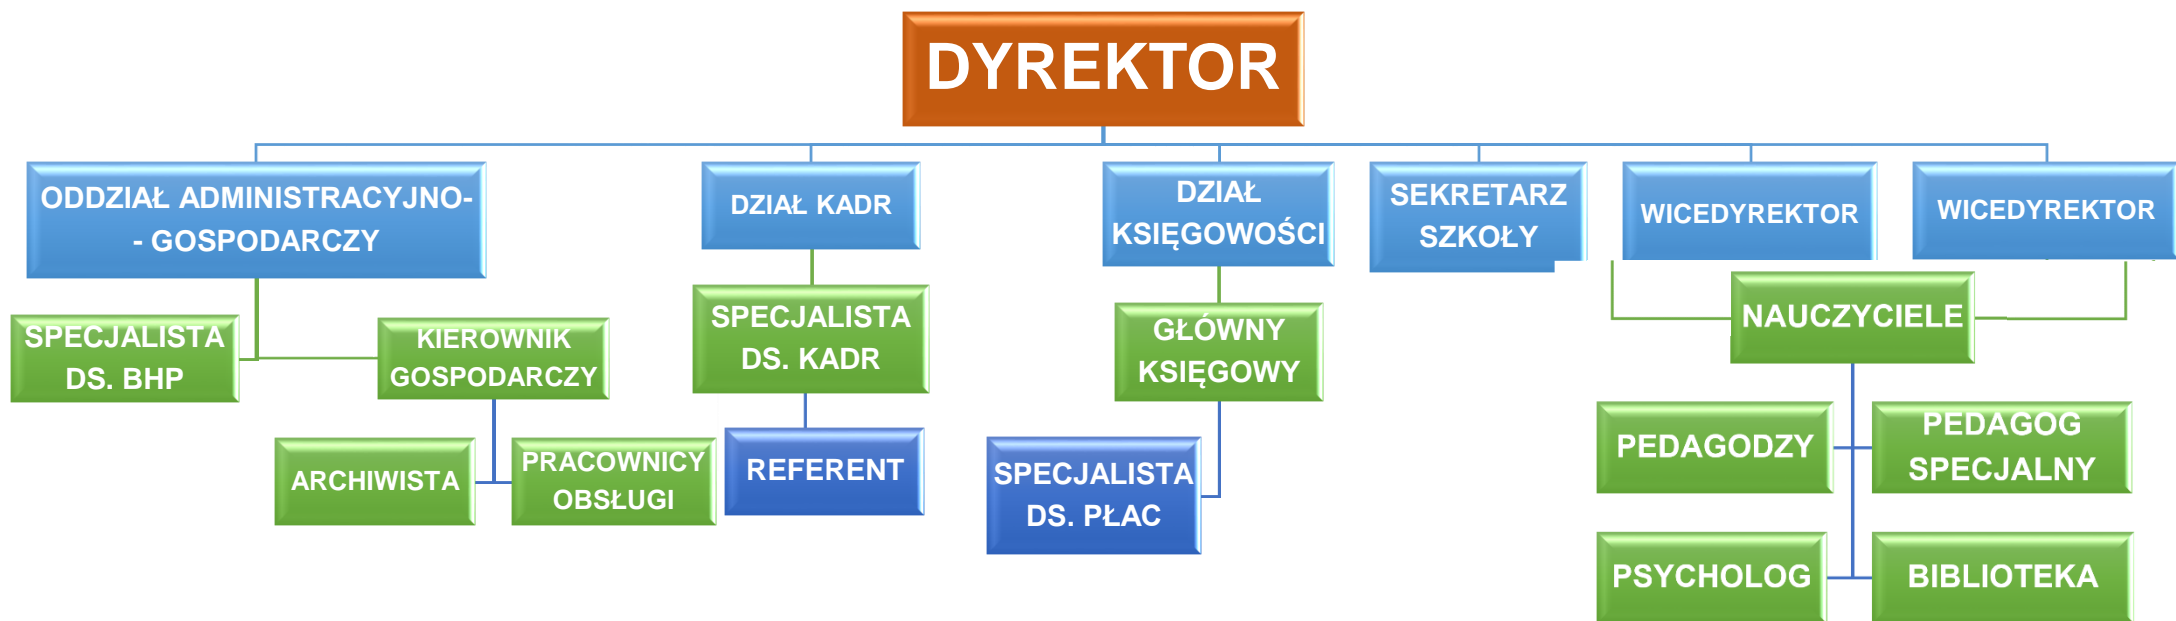 DYREKTOR
ODDZIAŁ ADMINISTRACYJNO-
- GOSPODARCZY
DZIAŁ KADR
DZIAŁ
KSIĘGOWOŚCI
SEKRETARZ
SZKOŁY
WICEDYREKTOR
WICEDYREKTOR
SPECJALISTA
DS. BHP
KIEROWNIK
GOSPODARCZY
SPECJALISTA
DS. KADR
GŁÓWNY
KSIĘGOWY
NAUCZYCIELE
ARCHIWISTA
PRACOWNICY
OBSŁUGI
REFERENT
SPECJALISTA
DS. PŁAC
PEDAGODZY
PEDAGOG
SPECJALNY
PSYCHOLOG
BIBLIOTEKA